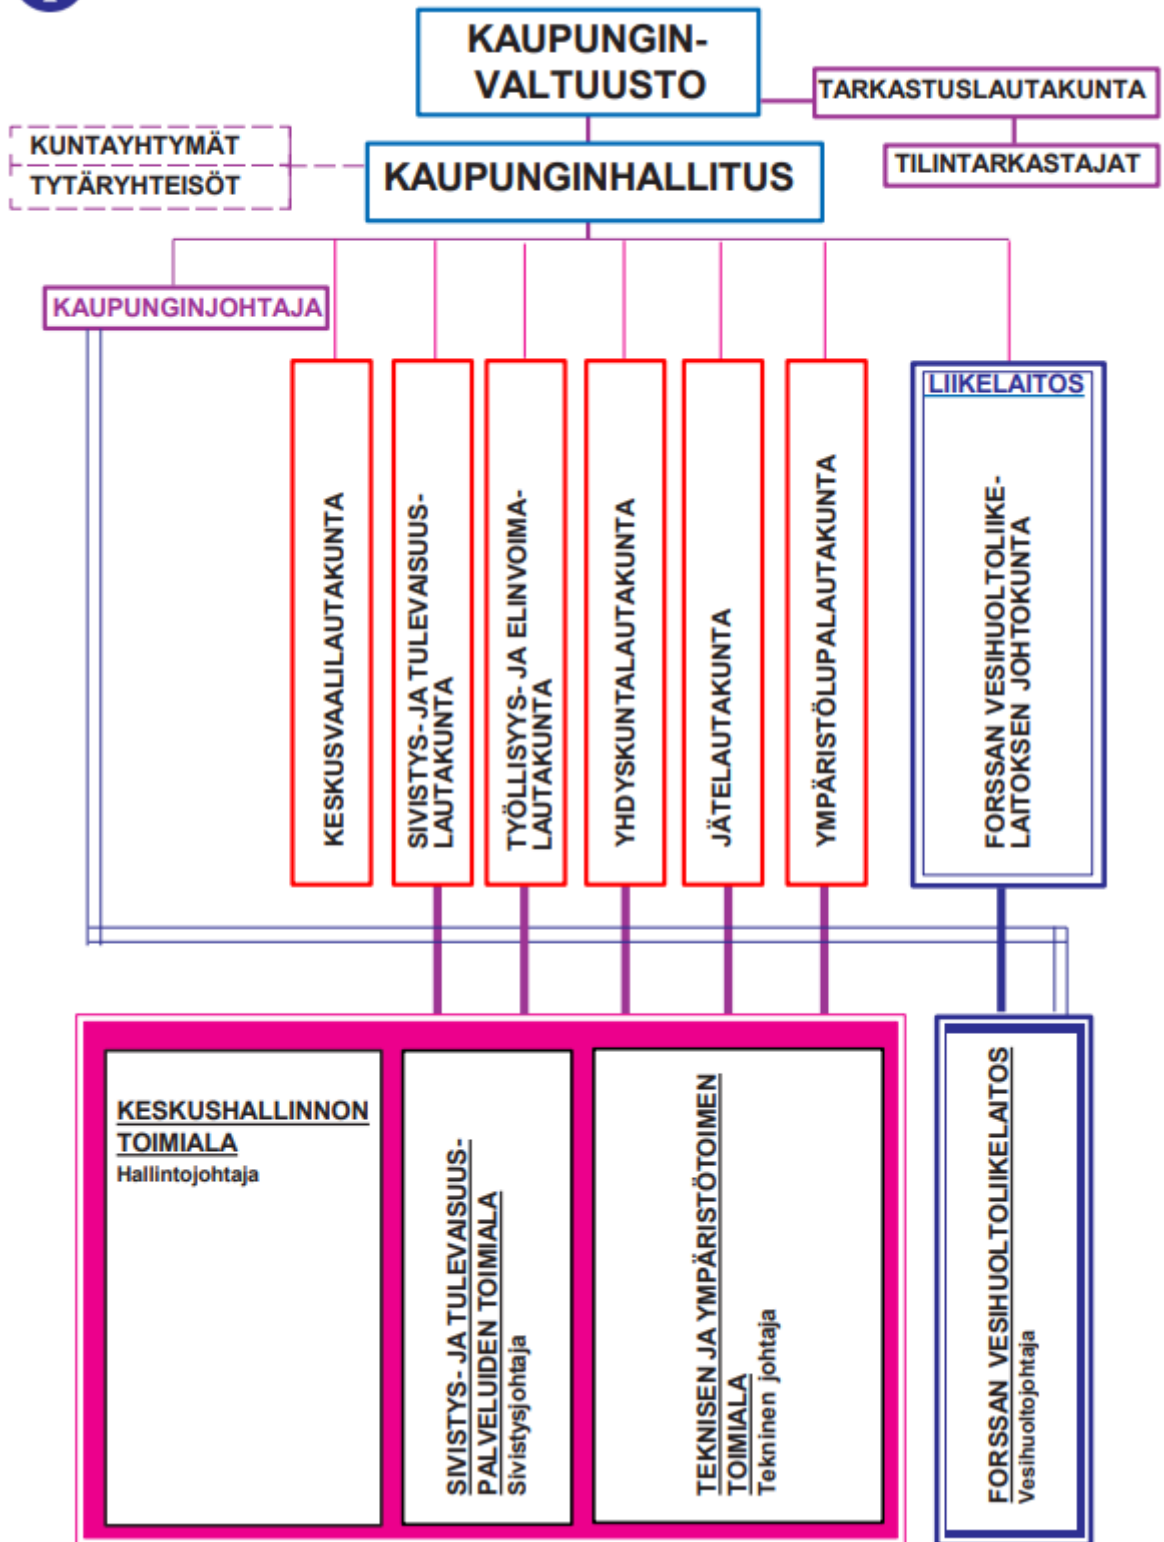 KAUPUNGIN-
VALTUUSTO
TARKASTUSLAUTAKUNTA
TILINTARKASTAJAT
KUNTAYHTYMÄT
TYTÄRYHTEISÖT
KAUPUNGINHALLITUS
KAUPUNGINJOHTAJA
KESKUSVAALILAUTAKUNTA
SIVISTYS- JA TULEVAISUUS-
LAUTAKUNTA
TYÖLLISYYS- JA ELINVOIMA-
LAUTAKUNTA
YHDYSKUNTALAUTAKUNTA
JÄTELAUTAKUNTA
YMPÄRISTÖLUPALAUTAKUNTA
LIIKELAITOS
FORSSAN VESIHUOLTOLIIKE-
LAITOKSEN JOHTOKUNTA
KESKUSHALLINNON
TOIMIALA
Hallintojohtaja
SIVISTYS- JA TULEVAISUUS-
PALVELUIDEN TOIMIALA
Sivistysjohtaja
TEKNISEN JA YMPÄRISTÖTOIMEN
TOIMIALA
Tekninen johtaja
FORSSAN VESIHUOLTOLIIKELAITOS
Vesihuoltojohtaja